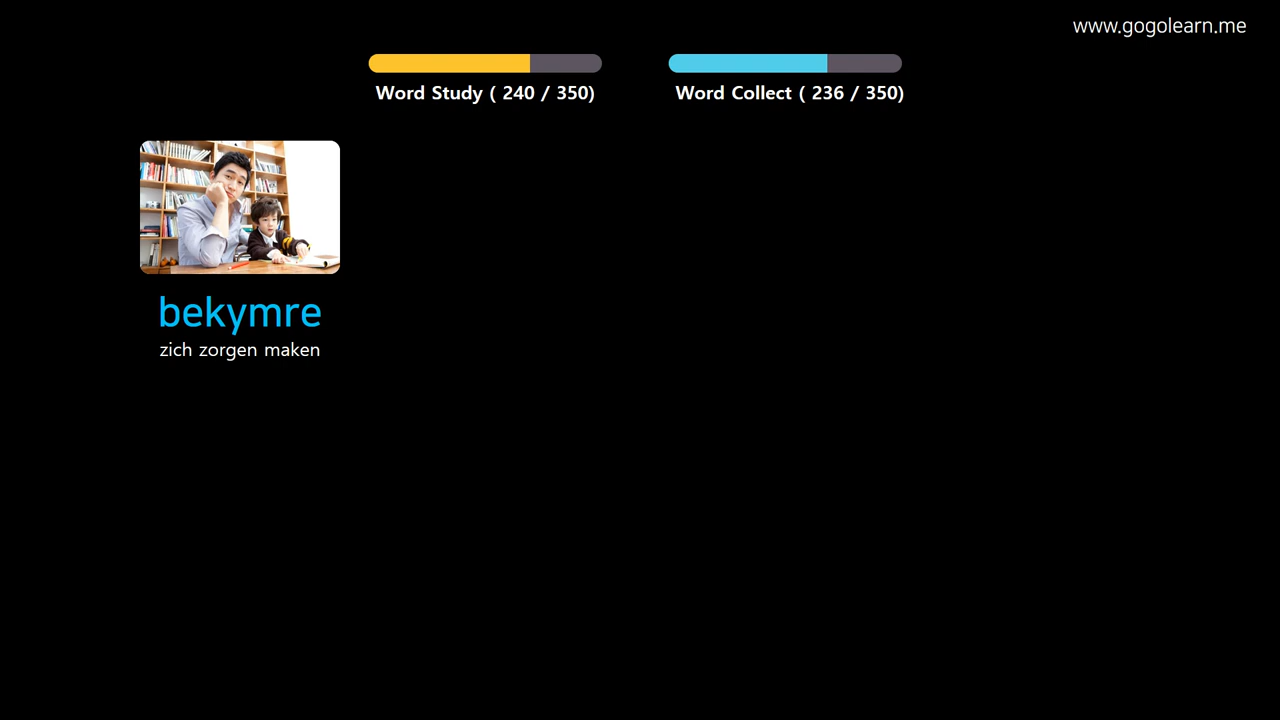 www.gogolearn.me
Word Study ( 240 / 350)
Word Collect ( 236 / 350)
bekymre
zich zorgen maken